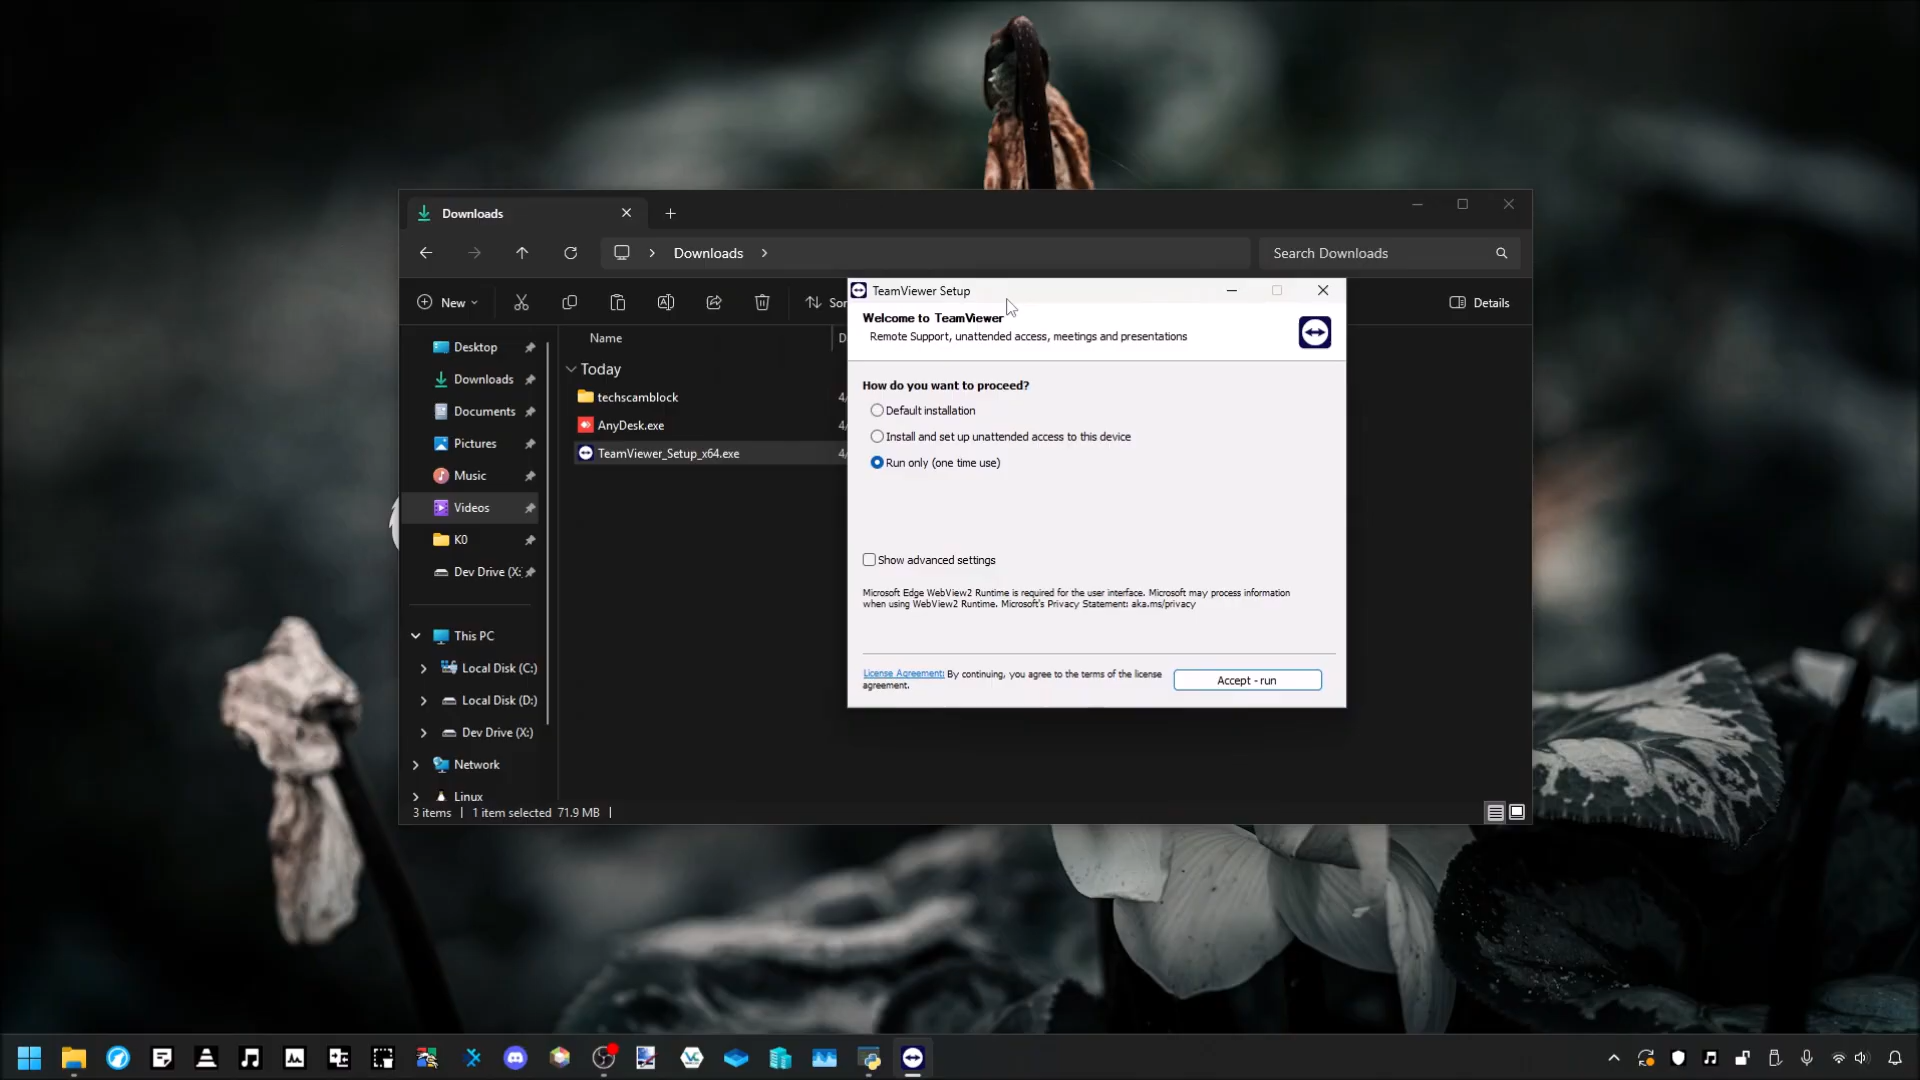 Downloads
Downloads
Search Downloads
New
Sor
Details
Desktop
Downloads
Documents
Pictures
Music
Videos
K0
Dev Drive (X:
This PC
Local Disk (C:)
Local Disk (D:)
Dev Drive (X:)
Network
Linux
Name
D
Today
techscamblock
4/
AnyDesk.exe
4/
TeamViewer_Setup_x64.exe
4/
3 items
1 item selected 71.9 MB
TeamViewer Setup
Welcome to TeamViewer
Remote Support, unattended access, meetings and presentations
How do you want to proceed?
Default installation
Install and set up unattended access to this device
Run only (one time use)
Show advanced settings
Microsoft Edge WebView2 Runtime is required for the user interface. Microsoft may process information
when using WebView2 Runtime. Microsoft's Privacy Statement: aka.ms/privacy
License Agreement: By continuing, you agree to the terms of the license
agreement.
Accept - run